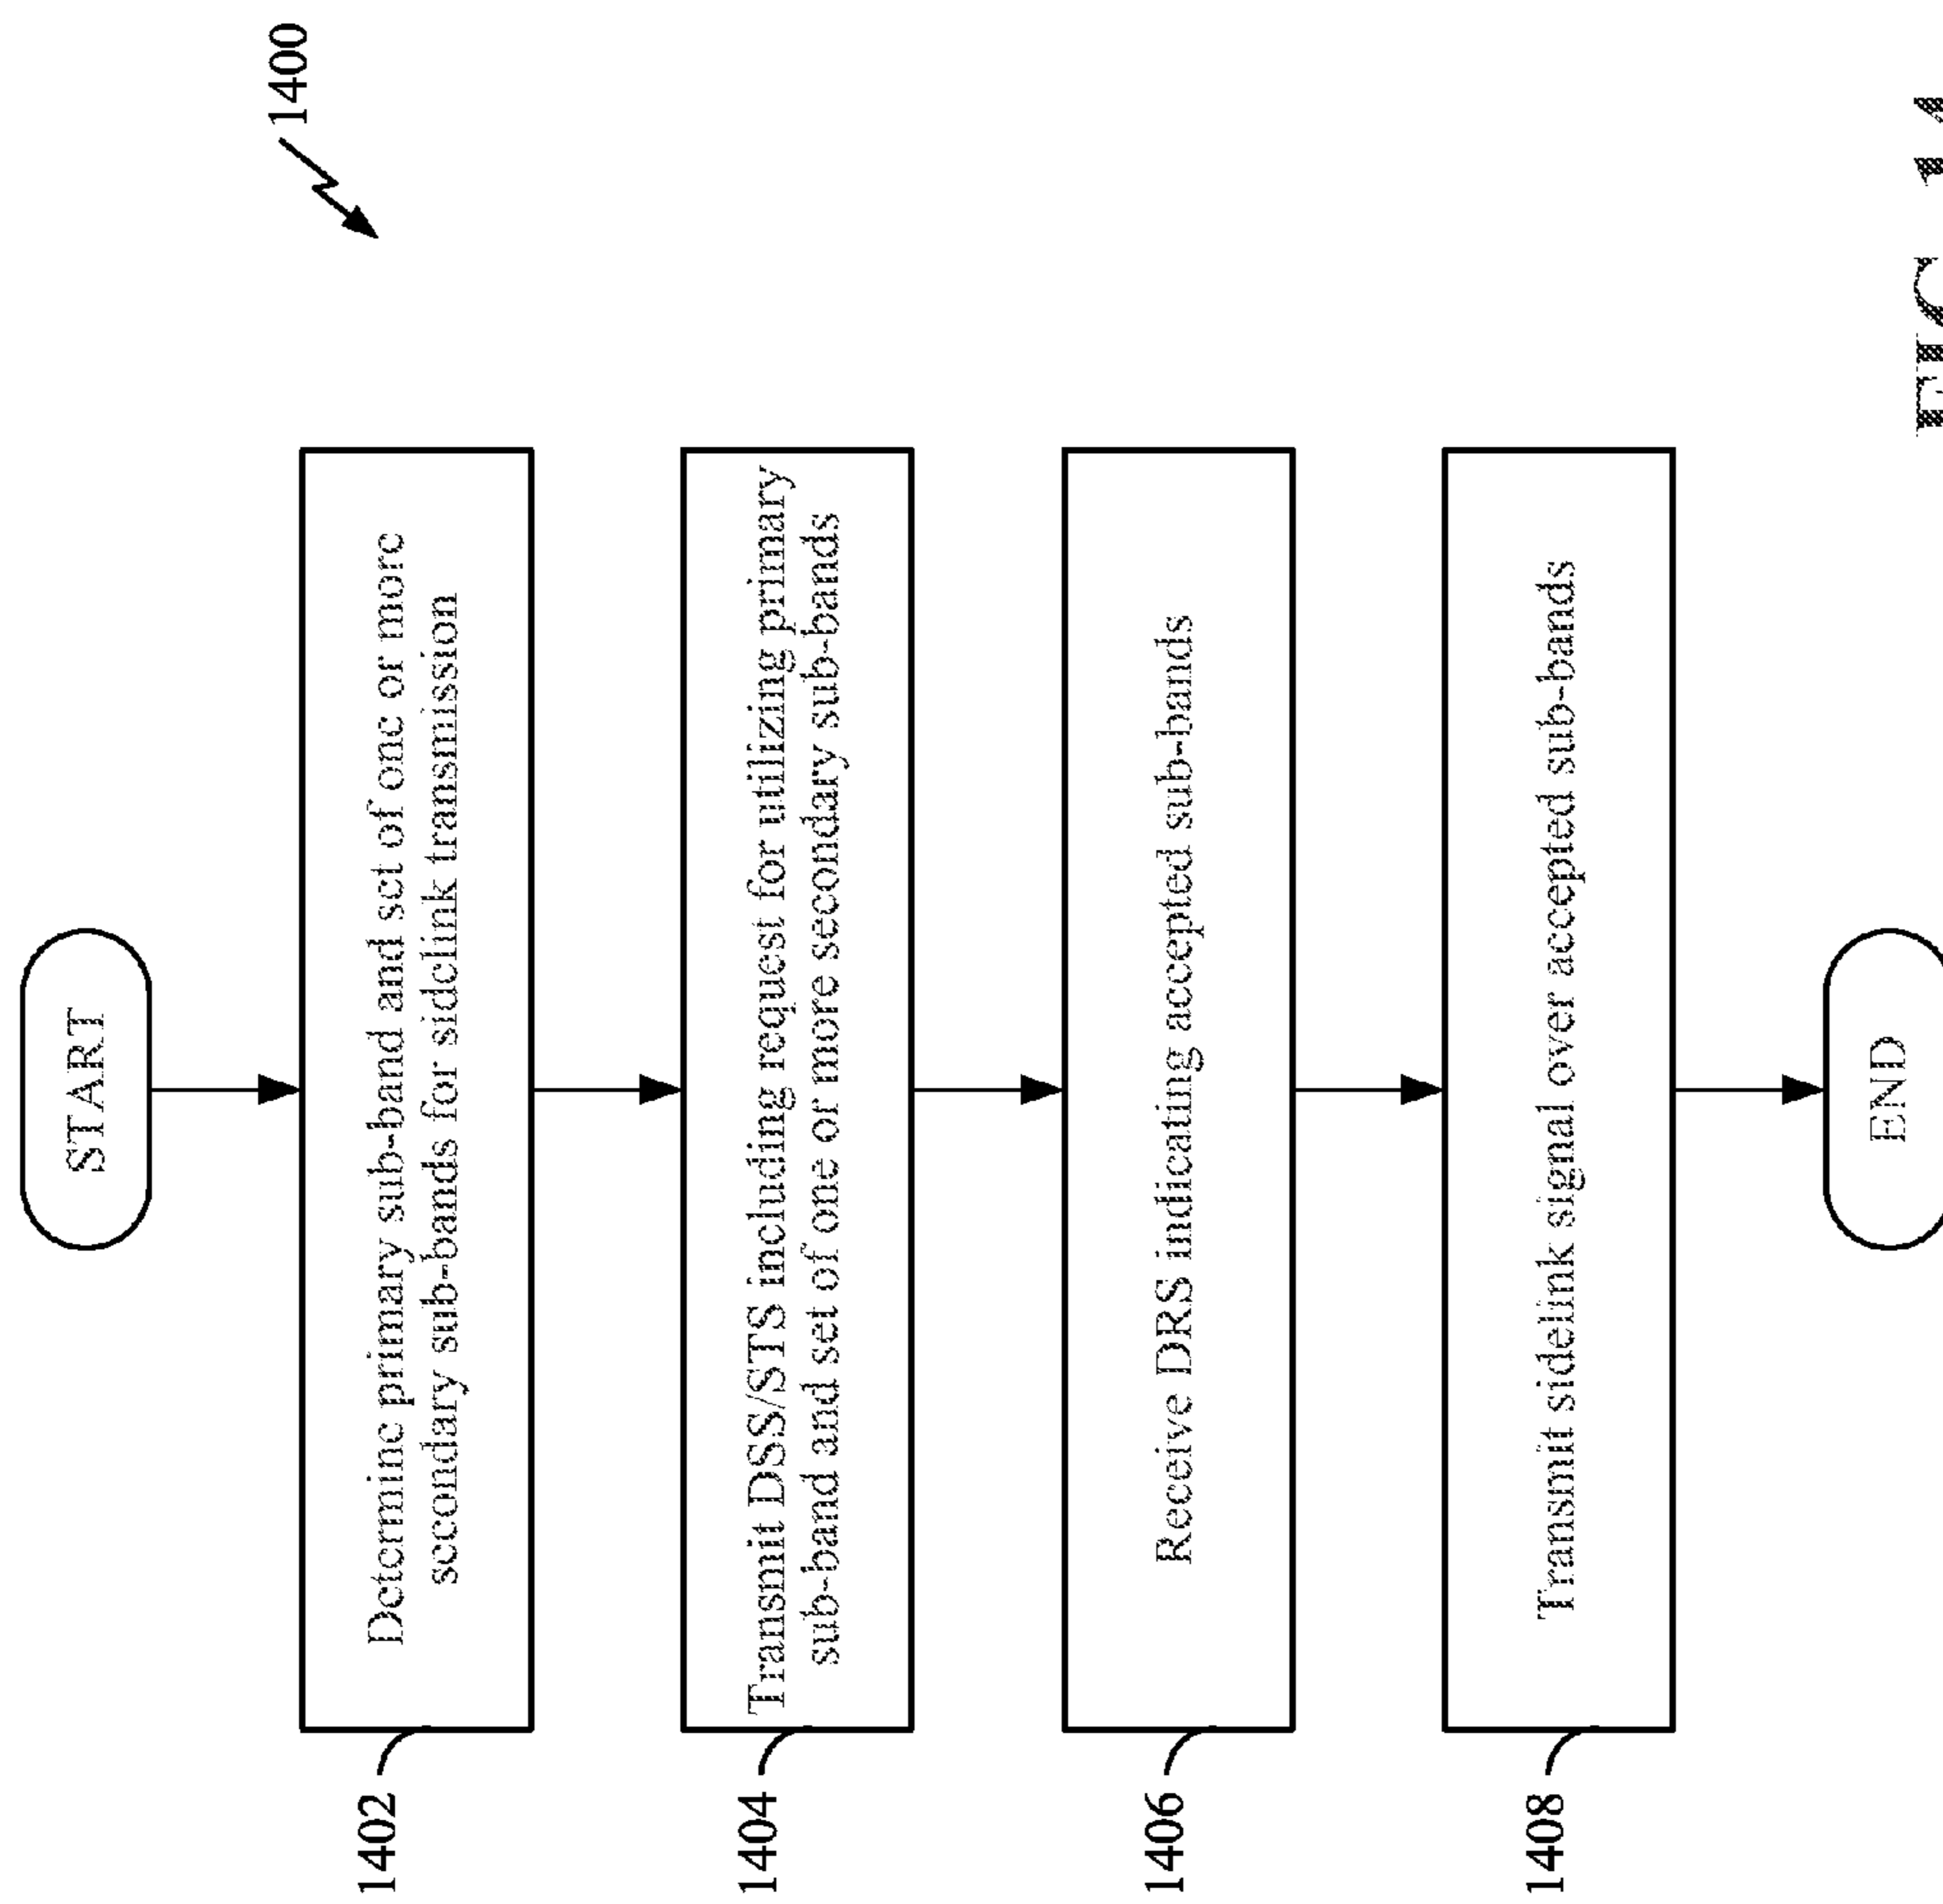 1400
START
1402
Determine primary sub-band and set of one or more
secondary sub-bands for sidelink transmission
1404
Transmit DSS/STS including request for utilizing primary
sub-band and set of one or more secondary sub-bands
1406
Receive DRS indicating accepted sub-bands
1408
Transmit sidelink signal over accepted sub-bands
END
FIG. 14